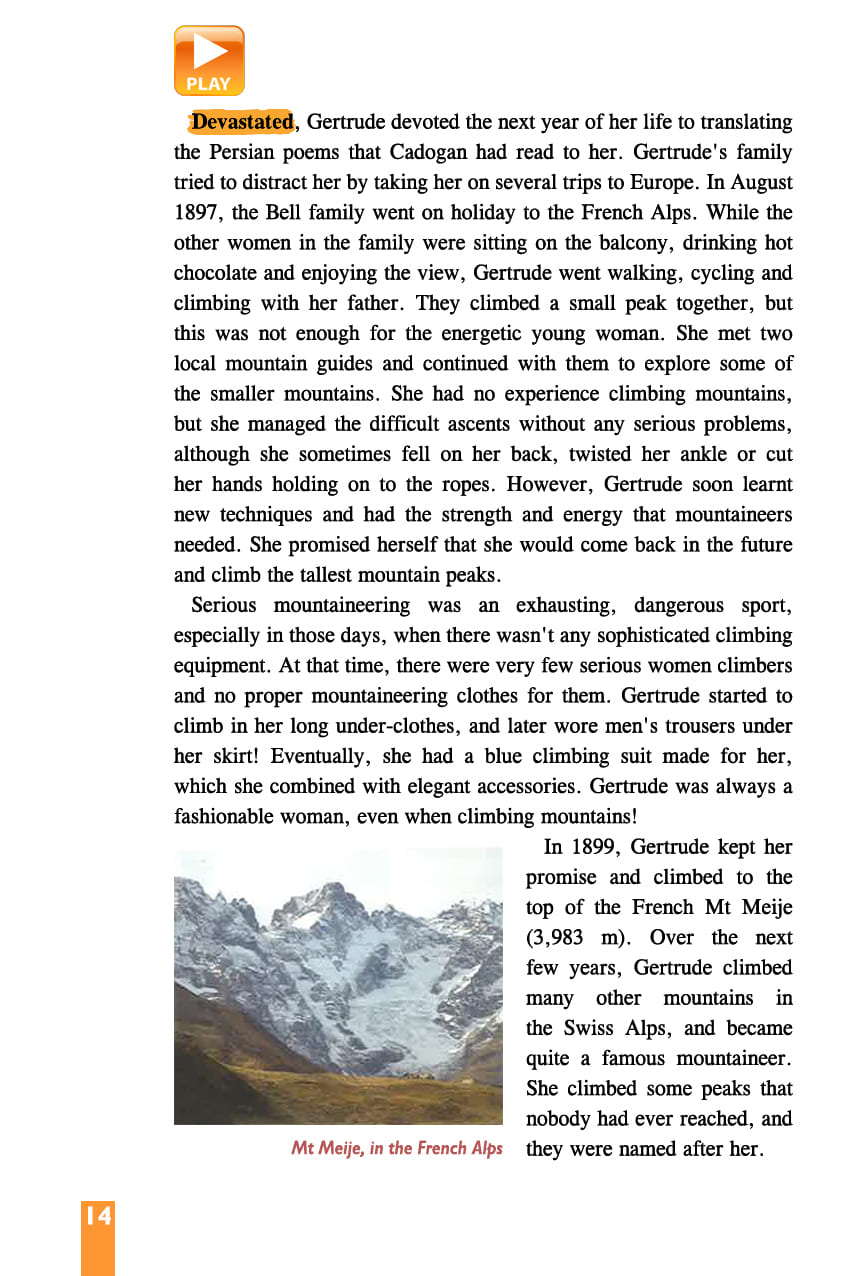 PLAY
Devastated, Gertrude devoted the next year of her life to translating
the Persian poems that Cadogan had read to her. Gertrude's family
tried to distract her by taking her on several trips to Europe. In August
1897, the Bell family went on holiday to the French Alps. While the
other women in the family were sitting on the balcony, drinking hot
chocolate and enjoying the view, Gertrude went walking, cycling and
climbing with her father. They climbed a small peak together, but
this was not enough for the energetic young woman. She met two
local mountain guides and continued with them to explore some of
the smaller mountains. She had no experience climbing mountains,
but she managed the difficult ascents without any serious problems,
although she sometimes fell on her back, twisted her ankle or cut
her hands holding on to the ropes. However, Gertrude soon learnt
new techniques and had the strength and energy that mountaineers
needed. She promised herself that she would come back in the future
and climb the tallest mountain peaks.
Serious mountaineering was an exhausting, dangerous sport,
especially in those days, when there wasn't any sophisticated climbing
equipment. At that time, there were very few serious women climbers
and no proper mountaineering clothes for them. Gertrude started to
climb in her long under-clothes, and later wore men's trousers under
her skirt! Eventually, she had a blue climbing suit made for her,
which she combined with elegant accessories. Gertrude was always a
fashionable woman, even when climbing mountains!
In 1899, Gertrude kept her
promise and climbed to the
top of the French Mt Meije
(3,983 m). Over the next
few years, Gertrude climbed
many other mountains in
the Swiss Alps, and became
quite a famous mountaineer.
She climbed some peaks that
nobody had ever reached, and
they were named after her.
Mt Meije, in the French Alps
14